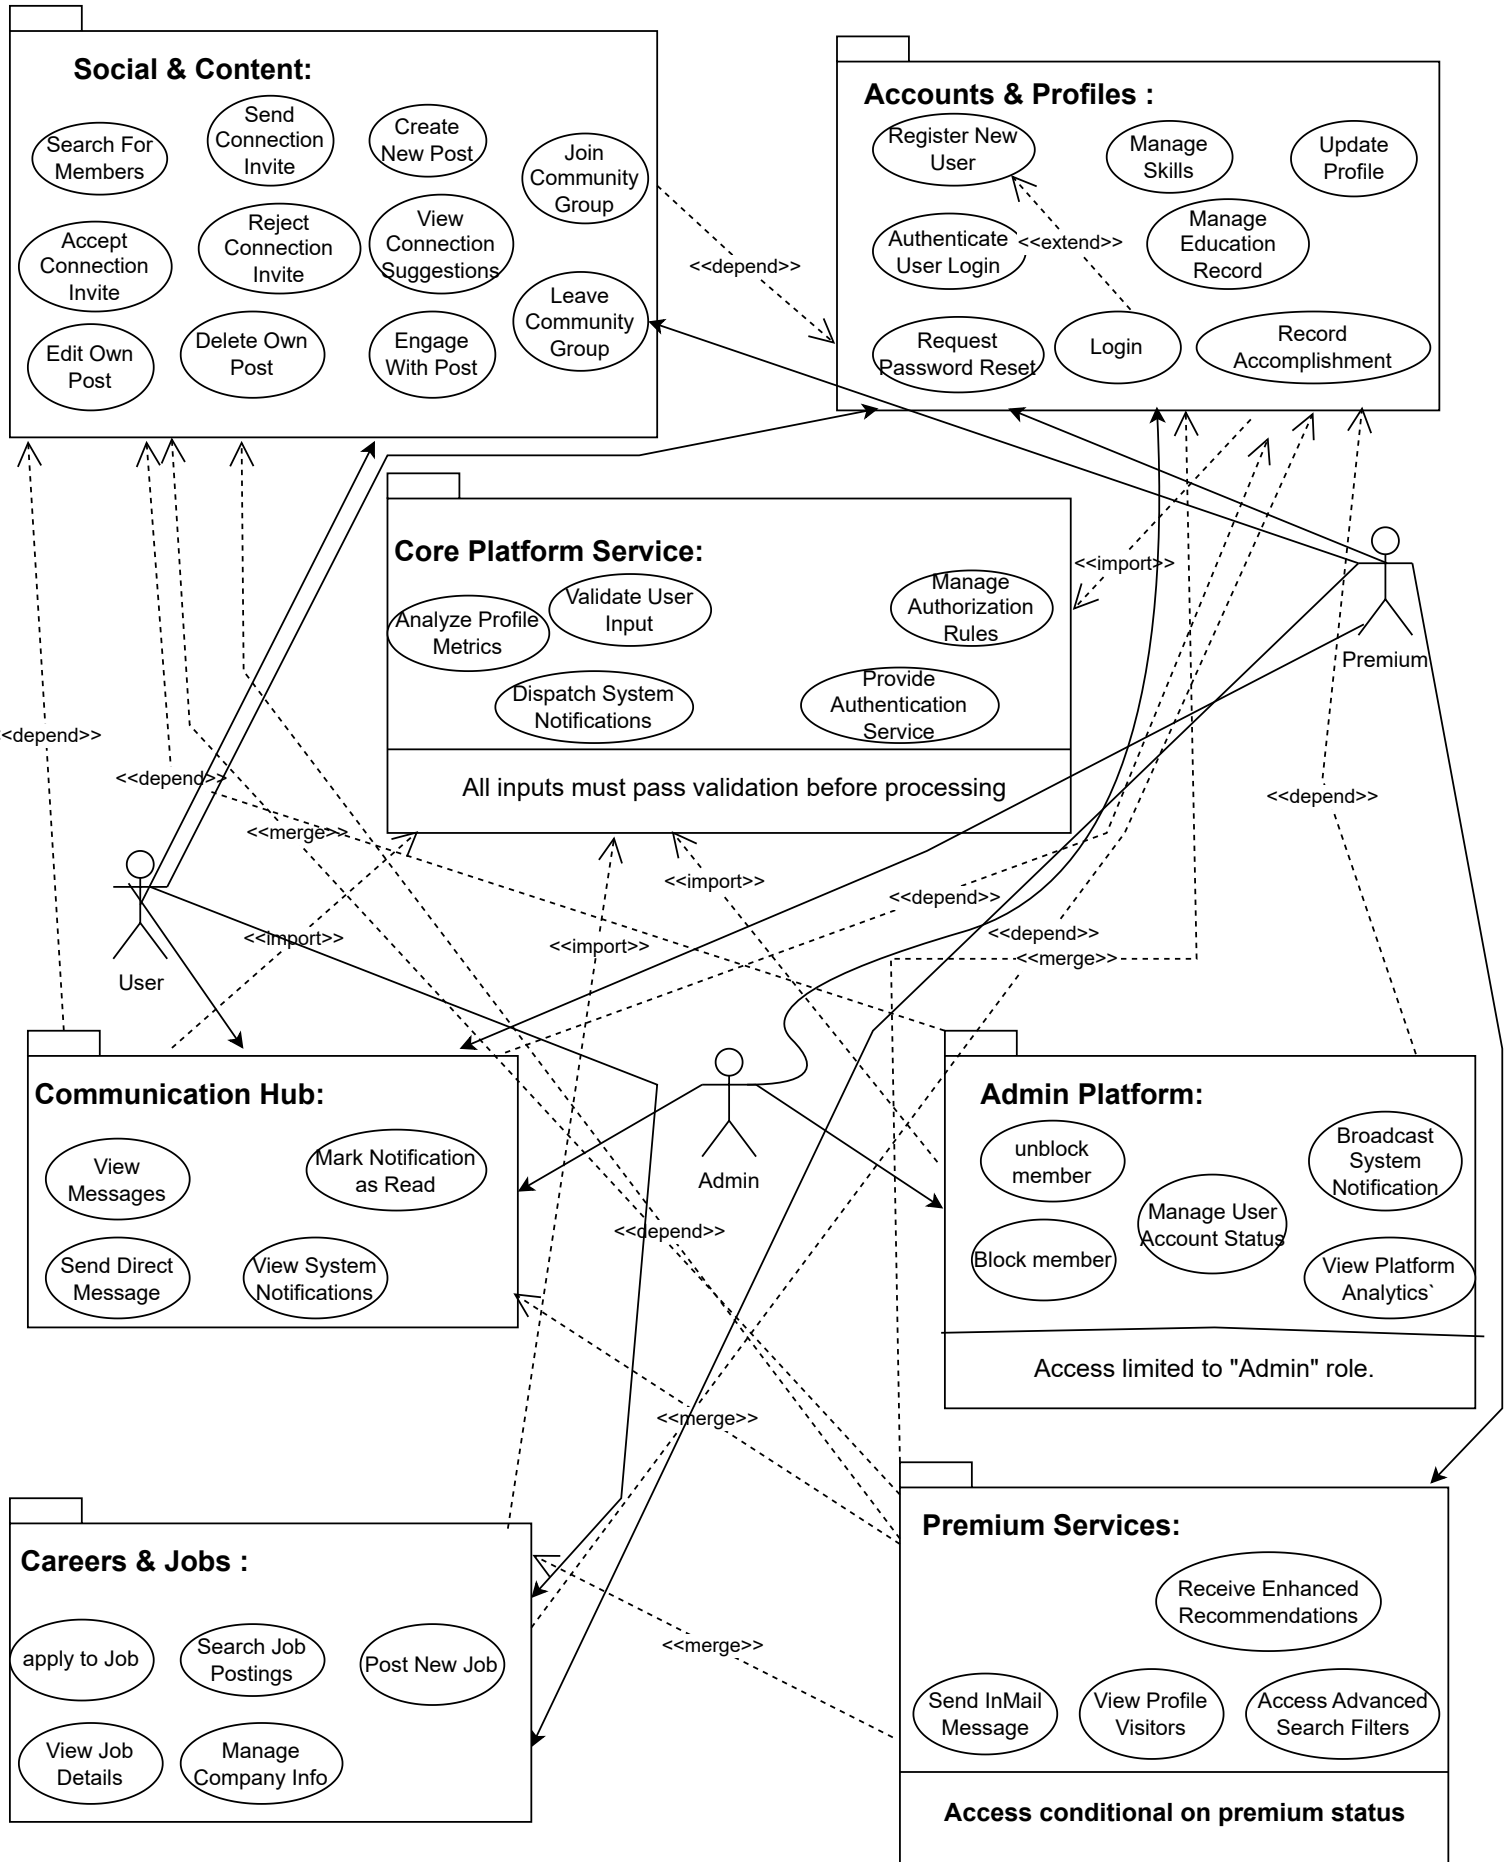 Social & Content:
Search For
Members
Send
Connection
Invite
Create
New Post
Join
Community
Group
Accept
Connection
Invite
Reject
Connection
Invite
View
Connection
Suggestions
Leave
Community
Group
Edit Own
Post
Delete Own
Post
Engage
With Post
<<depend>>
Accounts & Profiles :
Register New
User
Manage
Skills
Update
Profile
Authenticate
User Login
<<extend>>
Manage
Education
Record
Request
Password Reset
Login
Record
Accomplishment
Core Platform Service:
Analyze Profile
Metrics
Validate User
Input
Manage
Authorization
Rules
Dispatch System
Notifications
Provide
Authentication
Service
All inputs must pass validation before processing
<<import>>
Premium
<depend>>
<<depend>>
<<merge>>
<<depend>>
<<import>>
<<depend>>
<<import>>
<<import>>
<<depend>>
<<merge>>
User
Admin
Communication Hub:
View
Messages
Mark Notification
as Read
Send Direct
Message
View System
Notifications
<<depend>>
Admin Platform:
unblock
member
Broadcast
System
Notification
Manage User
Account Status
Block member
View Platform
Analytics`
Access limited to "Admin" role.
<<merge>>
Careers & Jobs :
apply to Job
Search Job
Postings
Post New Job
View Job
Details
Manage
Company Info
<<merge>>
Premium Services:
Receive Enhanced
Recommendations
Send InMail
Message
View Profile
Visitors
Access Advanced
Search Filters
Access conditional on premium status